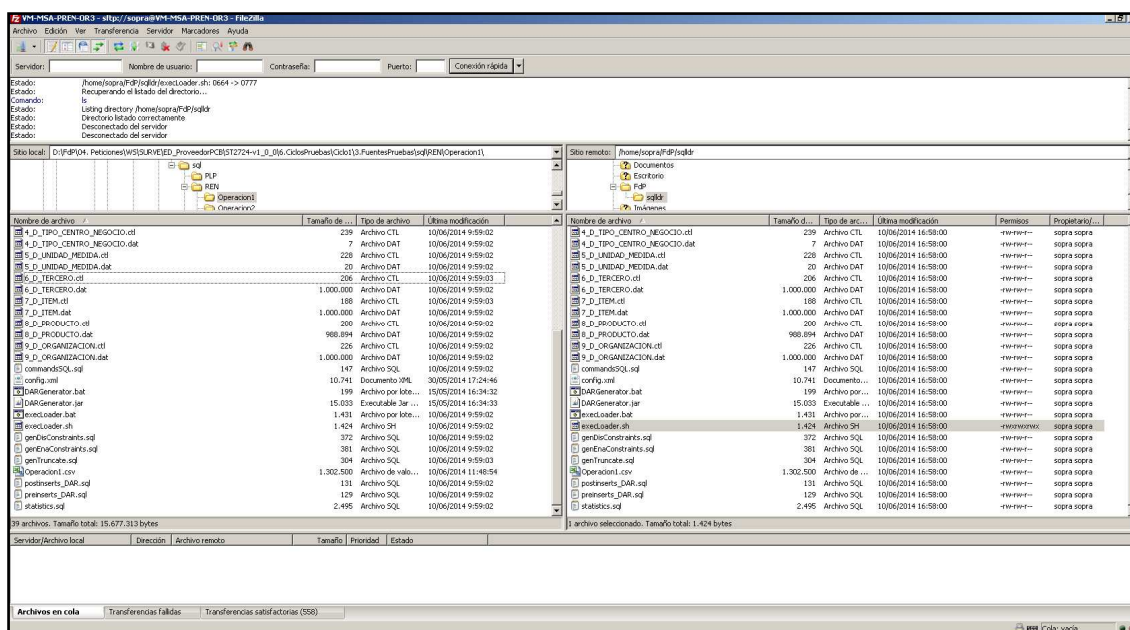 VM-MSA-PREN-OR3 - sftp://sopra@VM-MSA-PREN-OR3 - FileZilla
Archivo Edición Ver Transferencia Servidor Marcadores Ayuda
Servidor: Nombre de usuario: Contraseña: Puerto: Conexión rápida
Estado: /home/sopra/FdP/sqlldr/execLoader.sh: 0664 -> 0777
Estado: Recuperando el listado del directorio...
Comando: ls
Estado: Listing directory /home/sopra/FdP/sqlldr
Estado: Directorio listado correctamente
Estado: Desconectado del servidor
Estado: Desconectado del servidor
Sitio local: D:\FdP\04. Peticiones\WS\SURVE\ED_ProveedorPCB\ST2724-v1_0_0\6.CiclosPruebas\Ciclo1\3.FuentesPruebas\sql\REN\Operacion1\
sql
PLP
REN
Operacion1
Operacion2
Sitio remoto: /home/sopra/FdP/sqlldr
Documentos
Escritorio
FdP
sqlldr
Imágenes
Nombre de archivo Tamaño de ... Tipo de archivo Última modificación
4_D_TIPO_CENTRO_NEGOCIO.ctl 239 Archivo CTL 10/06/2014 9:59:02
4_D_TIPO_CENTRO_NEGOCIO.dat 7 Archivo DAT 10/06/2014 9:59:02
5_D_UNIDAD_MEDIDA.ctl 228 Archivo CTL 10/06/2014 9:59:02
5_D_UNIDAD_MEDIDA.dat 20 Archivo DAT 10/06/2014 9:59:02
6_D_TERCERO.ctl 206 Archivo CTL 10/06/2014 9:59:03
6_D_TERCERO.dat 1.000.000 Archivo DAT 10/06/2014 9:59:02
7_D_ITEM.ctl 188 Archivo CTL 10/06/2014 9:59:03
7_D_ITEM.dat 1.000.000 Archivo DAT 10/06/2014 9:59:02
8_D_PRODUCTO.ctl 200 Archivo CTL 10/06/2014 9:59:02
8_D_PRODUCTO.dat 988.894 Archivo DAT 10/06/2014 9:59:02
9_D_ORGANIZACION.ctl 226 Archivo CTL 10/06/2014 9:59:02
9_D_ORGANIZACION.dat 1.000.000 Archivo DAT 10/06/2014 9:59:02
commandsSQL.sql 147 Archivo SQL 10/06/2014 9:59:02
config.xml 10.741 Documento XML 30/05/2014 17:24:46
DARGenerator.bat 199 Archivo por lote... 15/05/2014 16:34:32
DARGenerator.jar 15.033 Executable Jar ... 15/05/2014 16:34:33
execLoader.bat 1.431 Archivo por lote... 10/06/2014 9:59:02
execLoader.sh 1.424 Archivo SH 10/06/2014 9:59:02
genDisConstraints.sql 372 Archivo SQL 10/06/2014 9:59:02
genEnaConstraints.sql 381 Archivo SQL 10/06/2014 9:59:02
genTruncate.sql 304 Archivo SQL 10/06/2014 9:59:03
Operacion1.csv 1.302.500 Archivo de valo... 10/06/2014 11:48:54
postinserts_DAR.sql 131 Archivo SQL 10/06/2014 9:59:02
preinserts_DAR.sql 129 Archivo SQL 10/06/2014 9:59:02
statistics.sql 2.495 Archivo SQL 10/06/2014 9:59:02
39 archivos. Tamaño total: 15.677.313 bytes
Nombre de archivo Tamaño d... Tipo de arc... Última modificación Permisos Propietario/...
4_D_TIPO_CENTRO_NEGOCIO.ctl 239 Archivo CTL 10/06/2014 16:58:00 -rw-rw-r-- sopra sopra
4_D_TIPO_CENTRO_NEGOCIO.dat 7 Archivo DAT 10/06/2014 16:58:00 -rw-rw-r-- sopra sopra
5_D_UNIDAD_MEDIDA.ctl 228 Archivo CTL 10/06/2014 16:58:00 -rw-rw-r-- sopra sopra
5_D_UNIDAD_MEDIDA.dat 20 Archivo DAT 10/06/2014 16:58:00 -rw-rw-r-- sopra sopra
6_D_TERCERO.ctl 206 Archivo CTL 10/06/2014 16:58:00 -rw-rw-r-- sopra sopra
6_D_TERCERO.dat 1.000.000 Archivo DAT 10/06/2014 16:58:00 -rw-rw-r-- sopra sopra
7_D_ITEM.ctl 188 Archivo CTL 10/06/2014 16:58:00 -rw-rw-r-- sopra sopra
7_D_ITEM.dat 1.000.000 Archivo DAT 10/06/2014 16:58:00 -rw-rw-r-- sopra sopra
8_D_PRODUCTO.ctl 200 Archivo CTL 10/06/2014 16:58:00 -rw-rw-r-- sopra sopra
8_D_PRODUCTO.dat 988.894 Archivo DAT 10/06/2014 16:58:00 -rw-rw-r-- sopra sopra
9_D_ORGANIZACION.ctl 226 Archivo CTL 10/06/2014 16:58:00 -rw-rw-r-- sopra sopra
9_D_ORGANIZACION.dat 1.000.000 Archivo DAT 10/06/2014 16:58:00 -rw-rw-r-- sopra sopra
commandsSQL.sql 147 Archivo SQL 10/06/2014 16:58:00 -rw-rw-r-- sopra sopra
config.xml 10.741 Documento... 10/06/2014 16:58:00 -rw-rw-r-- sopra sopra
DARGenerator.bat 199 Archivo por... 10/06/2014 16:58:00 -rw-rw-r-- sopra sopra
DARGenerator.jar 15.033 Executable ... 10/06/2014 16:58:00 -rw-rw-r-- sopra sopra
execLoader.bat 1.431 Archivo por... 10/06/2014 16:58:00 -rw-rw-r-- sopra sopra
execLoader.sh 1.424 Archivo SH 10/06/2014 16:58:00 -rwxrwxrwx sopra sopra
genDisConstraints.sql 372 Archivo SQL 10/06/2014 16:58:00 -rw-rw-r-- sopra sopra
genEnaConstraints.sql 381 Archivo SQL 10/06/2014 16:58:00 -rw-rw-r-- sopra sopra
genTruncate.sql 304 Archivo SQL 10/06/2014 16:58:00 -rw-rw-r-- sopra sopra
Operacion1.csv 1.302.500 Archivo de ... 10/06/2014 16:58:00 -rw-rw-r-- sopra sopra
postinserts_DAR.sql 131 Archivo SQL 10/06/2014 16:58:00 -rw-rw-r-- sopra sopra
preinserts_DAR.sql 129 Archivo SQL 10/06/2014 16:58:00 -rw-rw-r-- sopra sopra
statistics.sql 2.495 Archivo SQL 10/06/2014 16:58:00 -rw-rw-r-- sopra sopra
1 archivo seleccionado. Tamaño total: 1.424 bytes
Servidor/Archivo local Dirección Archivo remoto Tamaño Prioridad Estado
Archivos en cola Transferencias fallidas Transferencias satisfactorias (558)
Cola: vacía